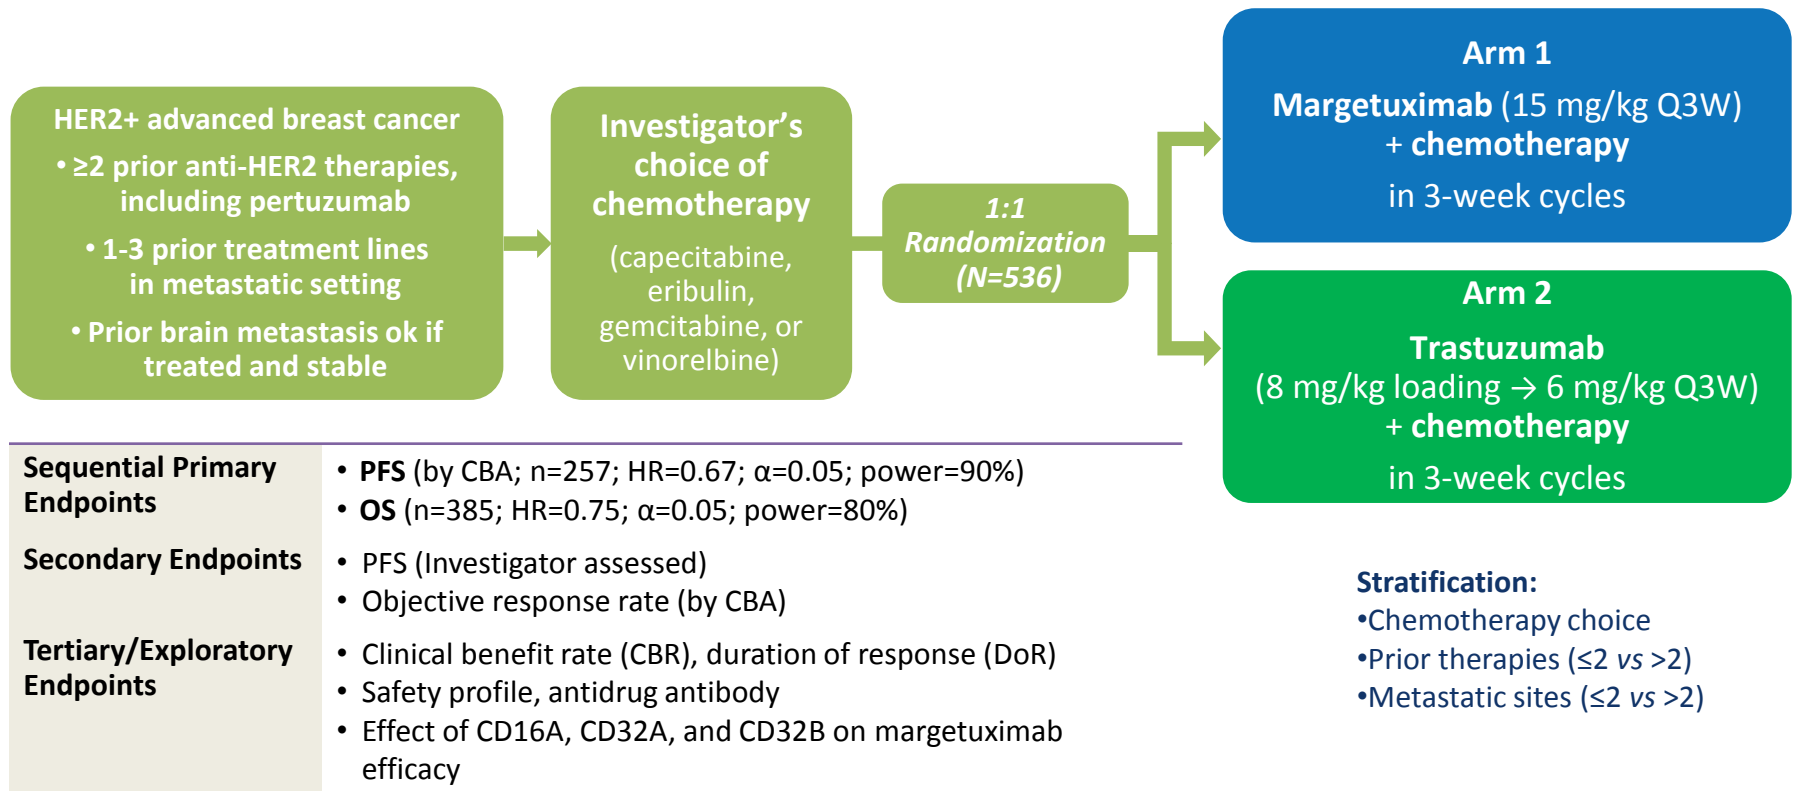 HER2+ advanced breast cancer
• ≥2 prior anti-HER2 therapies,
including pertuzumab
• 1-3 prior treatment lines
in metastatic setting
• Prior brain metastasis ok if
treated and stable
Investigator’s
choice of
chemotherapy
(capecitabine,
eribulin,
gemcitabine, or
vinorelbine)
1:1
Randomization
(N=536)
Arm 1
Margetuximab (15 mg/kg Q3W)
+ chemotherapy
in 3-week cycles
Arm 2
Trastuzumab
(8 mg/kg loading → 6 mg/kg Q3W)
+ chemotherapy
in 3-week cycles
Sequential Primary
Endpoints
• PFS (by CBA; n=257; HR=0.67; α=0.05; power=90%)
• OS (n=385; HR=0.75; α=0.05; power=80%)
Secondary Endpoints
• PFS (Investigator assessed)
• Objective response rate (by CBA)
Tertiary/Exploratory
Endpoints
• Clinical benefit rate (CBR), duration of response (DoR)
• Safety profile, antidrug antibody
• Effect of CD16A, CD32A, and CD32B on margetuximab
efficacy
Stratification:
•Chemotherapy choice
•Prior therapies (≤2 vs >2)
•Metastatic sites (≤2 vs >2)